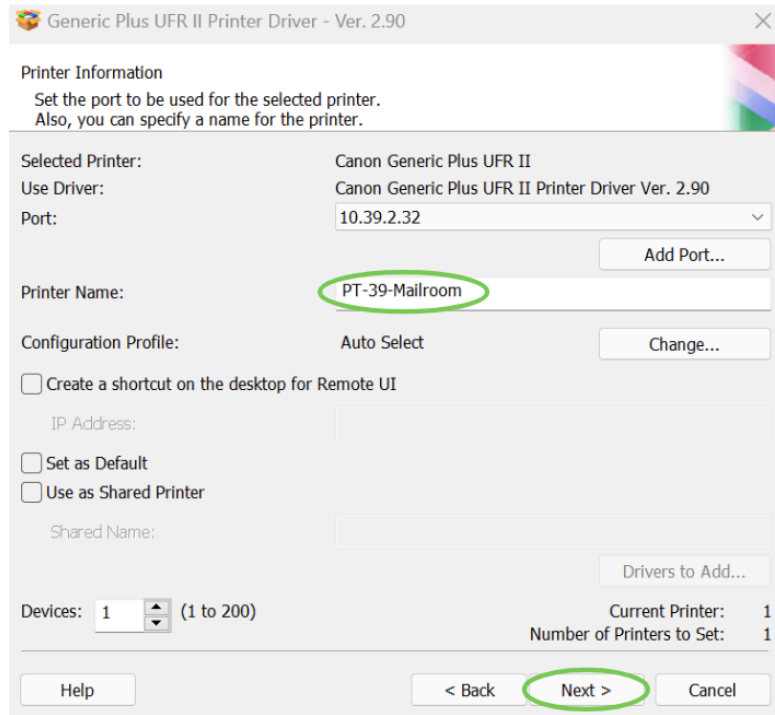 Generic Plus UFR II Printer Driver - Ver. 2.90
Printer Information
Set the port to be used for the selected printer.
Also, you can specify a name for the printer.
Selected Printer: Canon Generic Plus UFR II
Use Driver: Canon Generic Plus UFR II Printer Driver Ver. 2.90
Port: 10.39.2.32
Add Port...
Printer Name: PT-39-Mailroom
Configuration Profile: Auto Select Change...
Create a shortcut on the desktop for Remote UI
IP Address:
Set as Default
Use as Shared Printer
Shared Name:
Drivers to Add...
Devices: 1 (1 to 200) Current Printer: 1
Number of Printers to Set: 1
Help < Back Next > Cancel